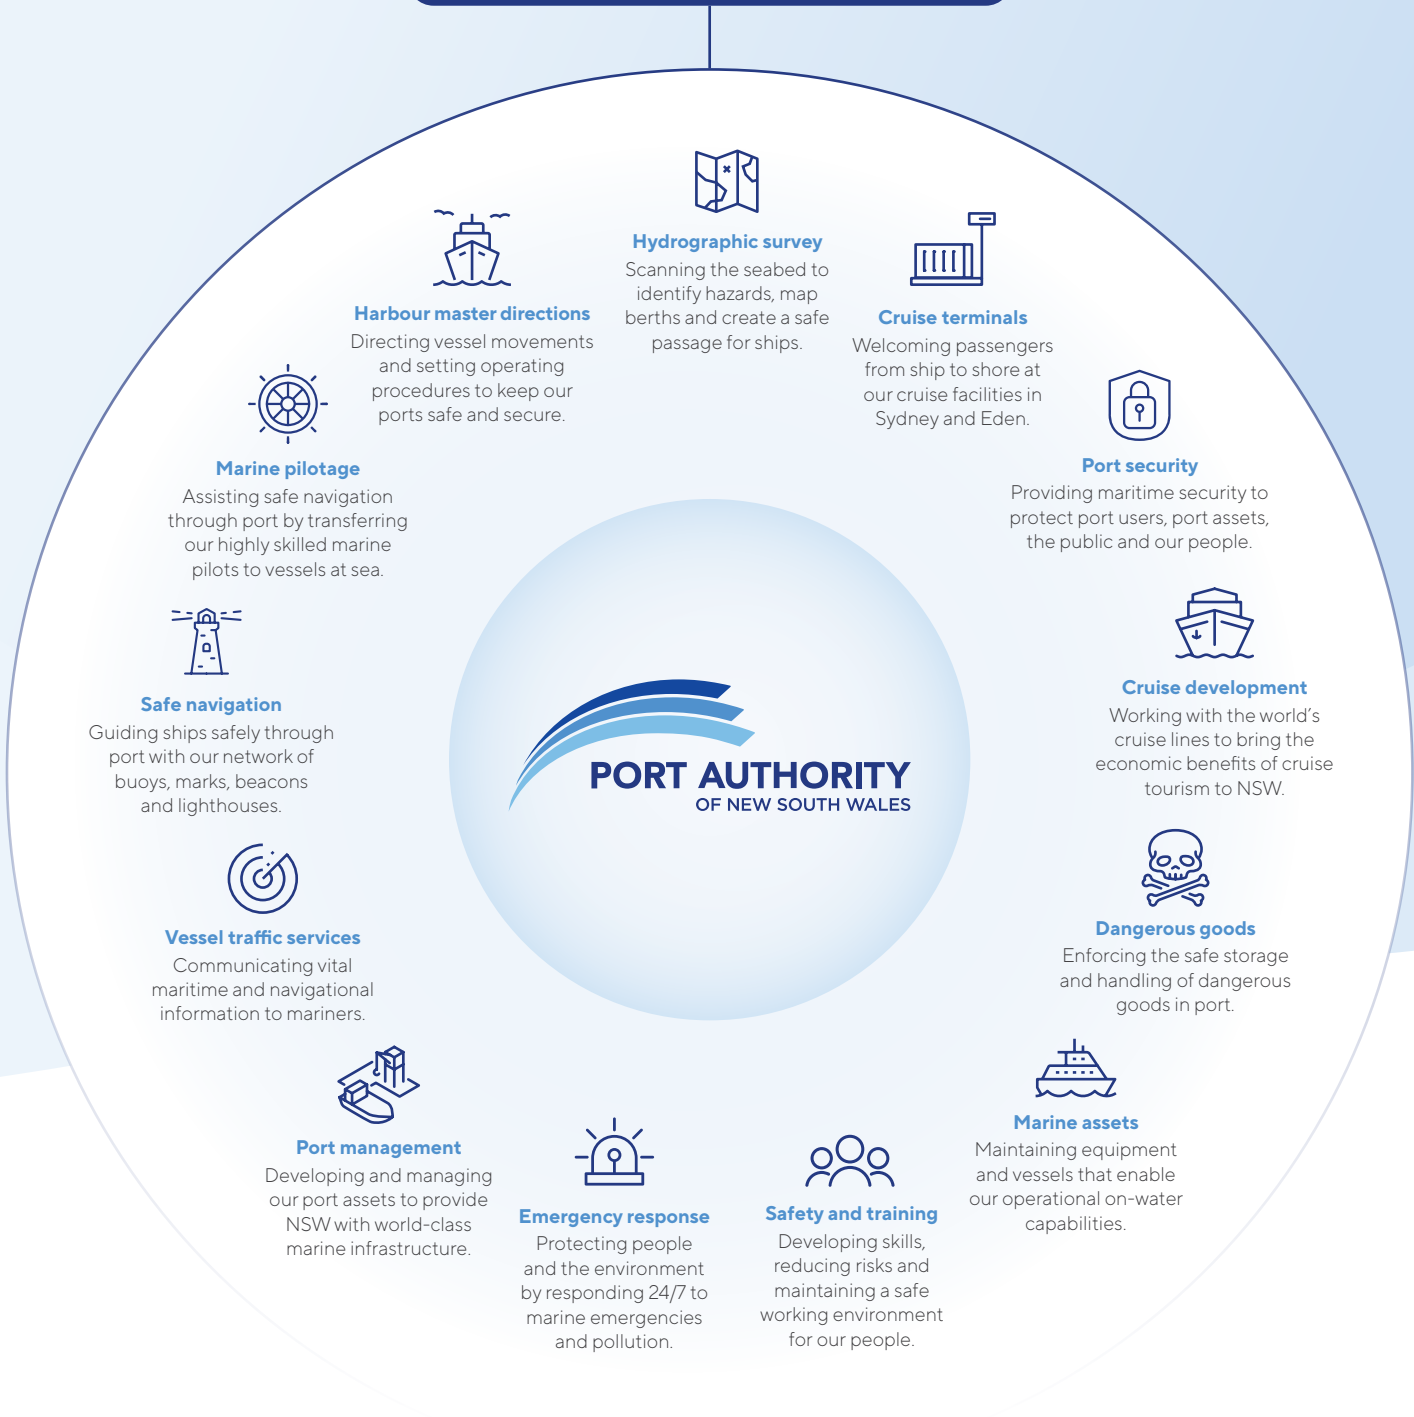 Hydrographic survey
Scanning the seabed to
identify hazards, map
berths and create a safe
passage for ships.
Cruise terminals
Welcoming passengers
from ship to shore at
our cruise facilities in
Sydney and Eden.
Port security
Providing maritime security to
protect port users, port assets,
the public and our people.
Cruise development
Working with the world’s
cruise lines to bring the
economic benefits of cruise
tourism to NSW.
Dangerous goods
Enforcing the safe storage
and handling of dangerous
goods in port.
Marine assets
Maintaining equipment
and vessels that enable
our operational on-water
capabilities.
Safety and training
Developing skills,
reducing risks and
maintaining a safe
working environment
for our people.
Emergency response
Protecting people
and the environment
by responding 24/7 to
marine emergencies
and pollution.
Port management
Developing and managing
our port assets to provide
NSW with world-class
marine infrastructure.
Vessel traffic services
Communicating vital
maritime and navigational
information to mariners.
Safe navigation
Guiding ships safely through
port with our network of
buoys, marks, beacons
and lighthouses.
Marine pilotage
Assisting safe navigation
through port by transferring
our highly skilled marine
pilots to vessels at sea.
Harbour master directions
Directing vessel movements
and setting operating
procedures to keep our
ports safe and secure.
PORT AUTHORITY
OF NEW SOUTH WALES